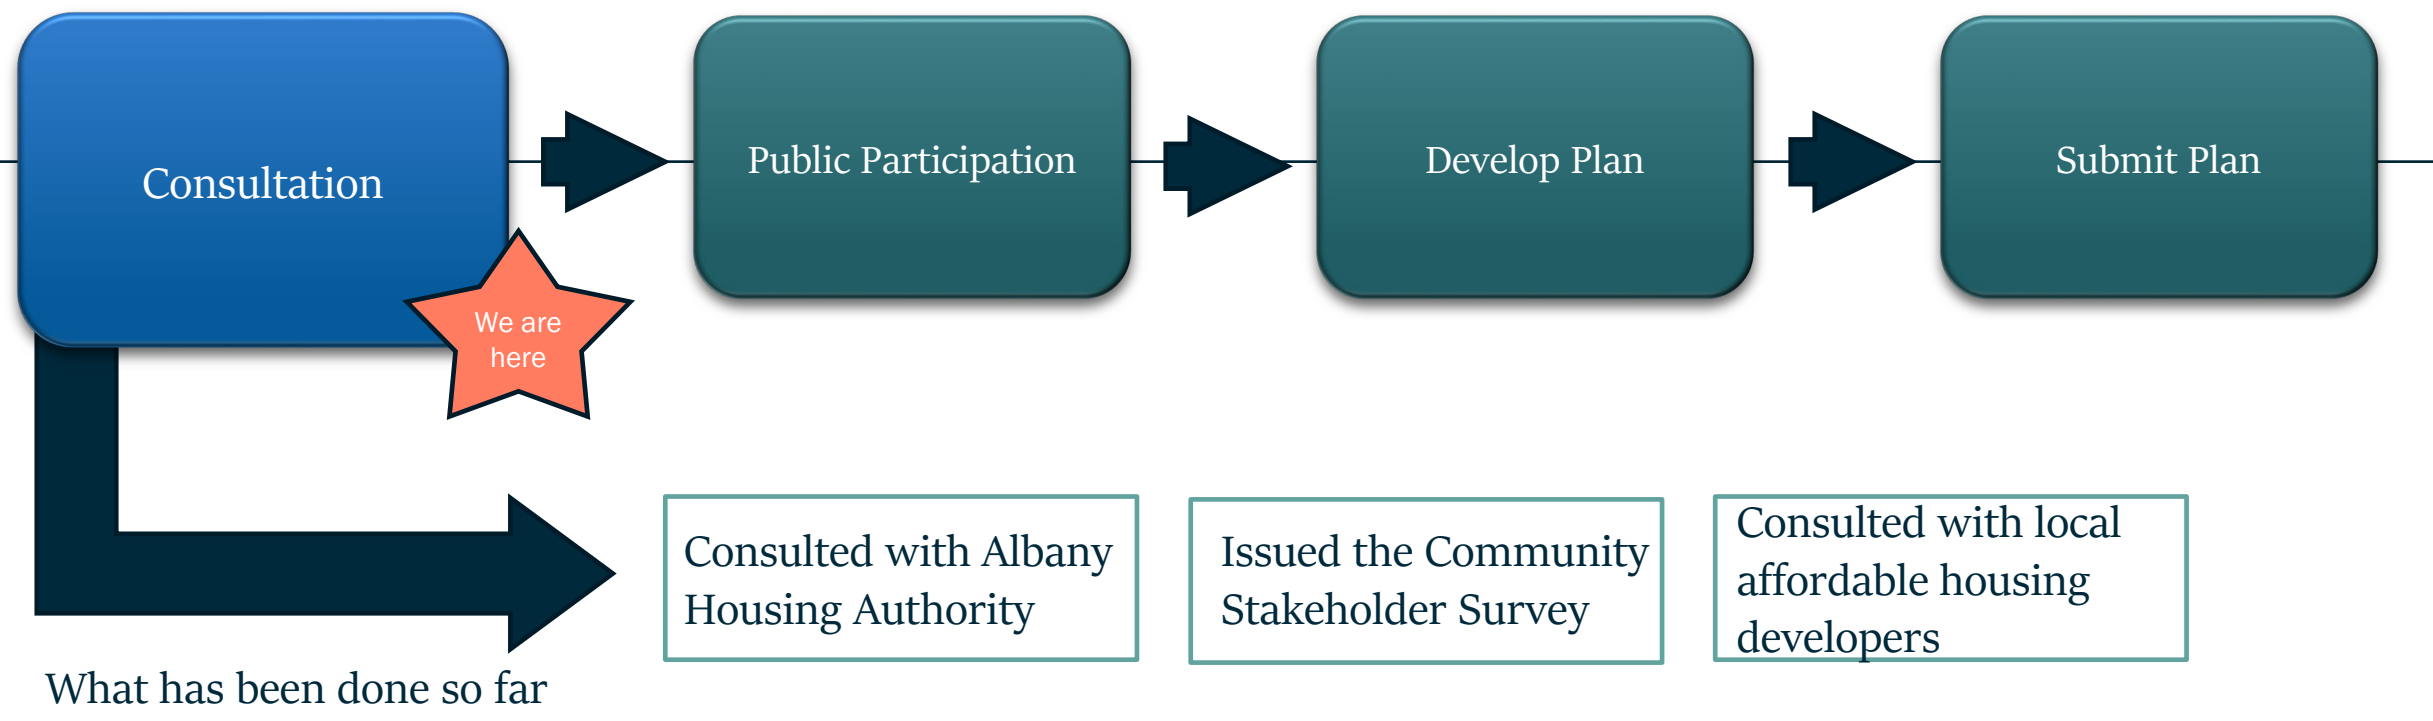 Consultation
Public Participation
Develop Plan
Submit Plan
We are
here
Consulted with Albany
Housing Authority
Issued the Community
Stakeholder Survey
Consulted with local
affordable housing
developers
What has been done so far